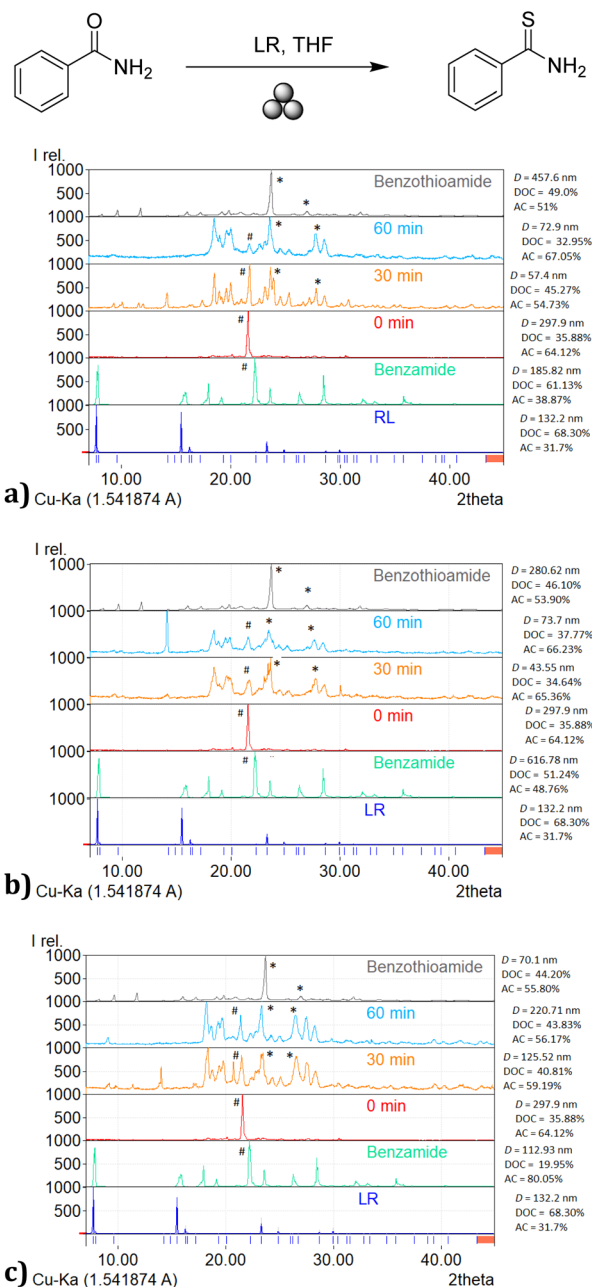 O
NH2
LR, THF
S
NH2
I rel.
1000
500
Benzothioamide
*
*
D = 457.6 nm
DOC = 49.0%
AC = 51%
1000
500
60 min
#
*
*
D = 72.9 nm
DOC = 32.95%
AC = 67.05%
1000
500
30 min
#
*
*
D = 57.4 nm
DOC = 45.27%
AC = 54.73%
1000
500
0 min
#
D = 297.9 nm
DOC = 35.88%
AC = 64.12%
1000
500
Benzamide
#
D = 185.82 nm
DOC = 61.13%
AC = 38.87%
1000
500
RL
D = 132.2 nm
DOC = 68.30%
AC = 31.7%
10.00 20.00 30.00 40.00
a) Cu-Ka (1.541874 A) 2theta
I rel.
1000
500
Benzothioamide
*
*
D = 280.62 nm
DOC = 46.10%
AC = 53.90%
1000
500
60 min
#
*
*
D = 73.7 nm
DOC = 37.77%
AC = 66.23%
1000
500
30 min
#
*
*
D = 43.55 nm
DOC = 34.64%
AC = 65.36%
1000
500
0 min
#
D = 297.9 nm
DOC = 35.88%
AC = 64.12%
1000
500
Benzamide
#
D = 616.78 nm
DOC = 51.24%
AC = 48.76%
1000
500
LR
D = 132.2 nm
DOC = 68.30%
AC = 31.7%
10.00 20.00 30.00 40.00
b) Cu-Ka (1.541874 A) 2theta
I rel.
1000
500
Benzothioamide
*
*
D = 70.1 nm
DOC = 44.20%
AC = 55.80%
1000
500
60 min
#
*
*
D = 220.71 nm
DOC = 43.83%
AC = 56.17%
1000
500
30 min
#
*
*
D = 125.52 nm
DOC = 40.81%
AC = 59.19%
1000
500
0 min
#
D = 297.9 nm
DOC = 35.88%
AC = 64.12%
1000
500
Benzamide
#
D = 112.93 nm
DOC = 19.95%
AC = 80.05%
1000
500
LR
D = 132.2 nm
DOC = 68.30%
AC = 31.7%
10.00 20.00 30.00 40.00
c) Cu-Ka (1.541874 A) 2theta